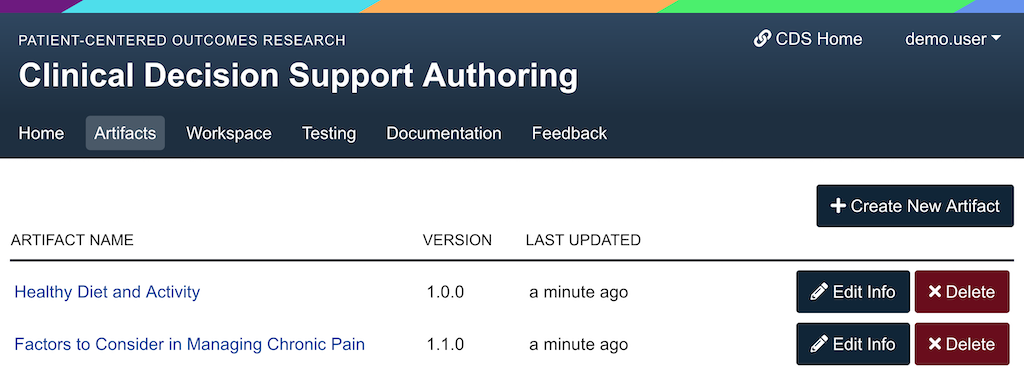 PATIENT-CENTERED OUTCOMES RESEARCH
CDS Home demo.user
Clinical Decision Support Authoring
Home Artifacts Workspace Testing Documentation Feedback
Create New Artifact
ARTIFACT NAME VERSION LAST UPDATED
Healthy Diet and Activity 1.0.0 a minute ago Edit Info Delete
Factors to Consider in Managing Chronic Pain 1.1.0 a minute ago Edit Info Delete